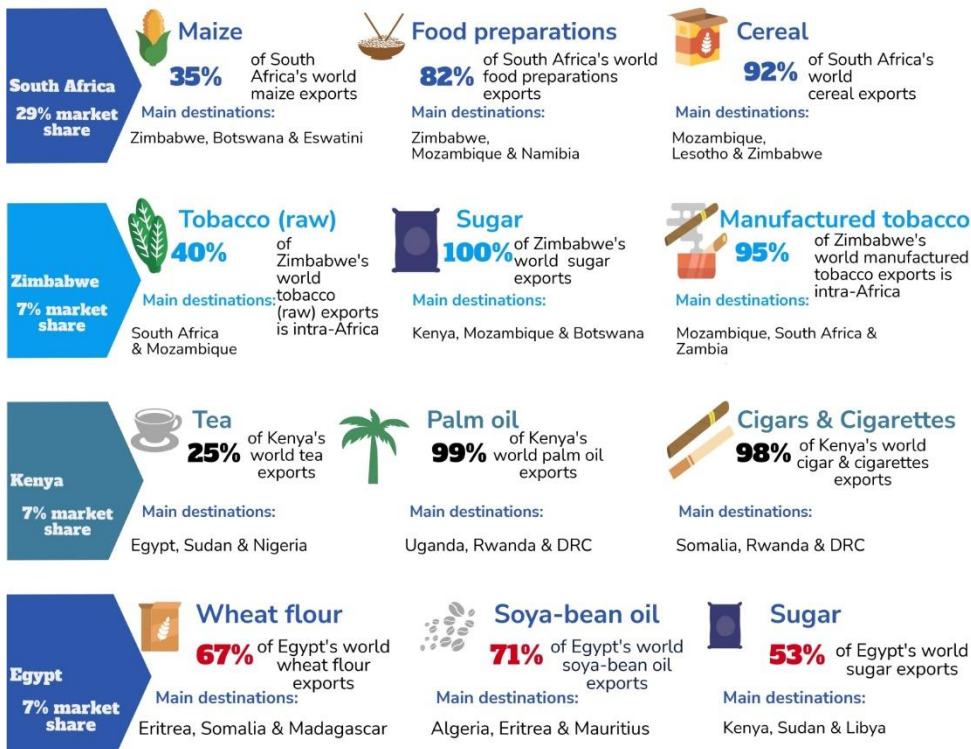 South Africa
29% market
share
Maize
35%
of South
Africa's world
maize exports
Main destinations:
Zimbabwe, Botswana & Eswatini
Food preparations
82%
of South Africa's world
food preparations
exports
Main destinations:
Zimbabwe,
Mozambique & Namibia
Cereal
92%
of South Africa's
world
cereal exports
Main destinations:
Mozambique,
Lesotho & Zimbabwe
Zimbabwe
7% market
share
Tobacco (raw)
40%
of
Zimbabwe's
world
tobacco
(raw) exports
is intra-Africa
Main destinations:
South Africa
& Mozambique
Sugar
100%
of Zimbabwe's
world sugar
exports
Main destinations:
Kenya, Mozambique & Botswana
Manufactured tobacco
95%
of Zimbabwe's
world manufactured
tobacco exports is
intra-Africa
Main destinations:
Mozambique, South Africa &
Zambia
Kenya
7% market
share
Tea
25%
of Kenya's
world tea
exports
Main destinations:
Egypt, Sudan & Nigeria
Palm oil
99%
of Kenya's
world palm oil
exports
Main destinations:
Uganda, Rwanda & DRC
Cigars & Cigarettes
98%
of Kenya's world
cigar & cigarettes
exports
Main destinations:
Somalia, Rwanda & DRC
Egypt
7% market
share
Wheat flour
67%
of Egypt's world
wheat flour
exports
Main destinations:
Eritrea, Somalia & Madagascar
Soya-bean oil
71%
of Egypt's world
soya-bean oil
exports
Main destinations:
Algeria, Eritrea & Mauritius
Sugar
53%
of Egypt's world
sugar exports
Main destinations:
Kenya, Sudan & Libya